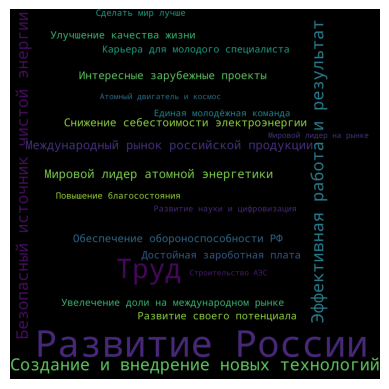 Сделать мир лучше
Улучшение качества жизни
Карьера для молодого специалиста
Интересные зарубежные проекты
Атомный двигатель и космос
Единая молодёжная команда
Снижение себестоимости электроэнергии
Мировой лидер на рынке
Международный рынок российской продукции
Мировой лидер атомной энергетики
Повышение благосостояния
Развитие науки и цифровизация
Обеспечение обороноспособности РФ
Достойная зароботная плата
Труд
Строительство АЭС
Увелечение доли на международном рынке
Развитие своего потенциала
Развитие России
Создание и внедрение новых технологий
Безопасный источник чистой энергии
Эффективная работа и результат